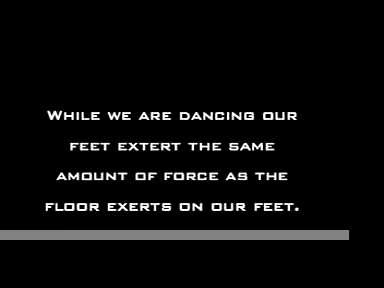 While we are dancing our
feet extert the same
amount of force as the
floor exerts on our feet.